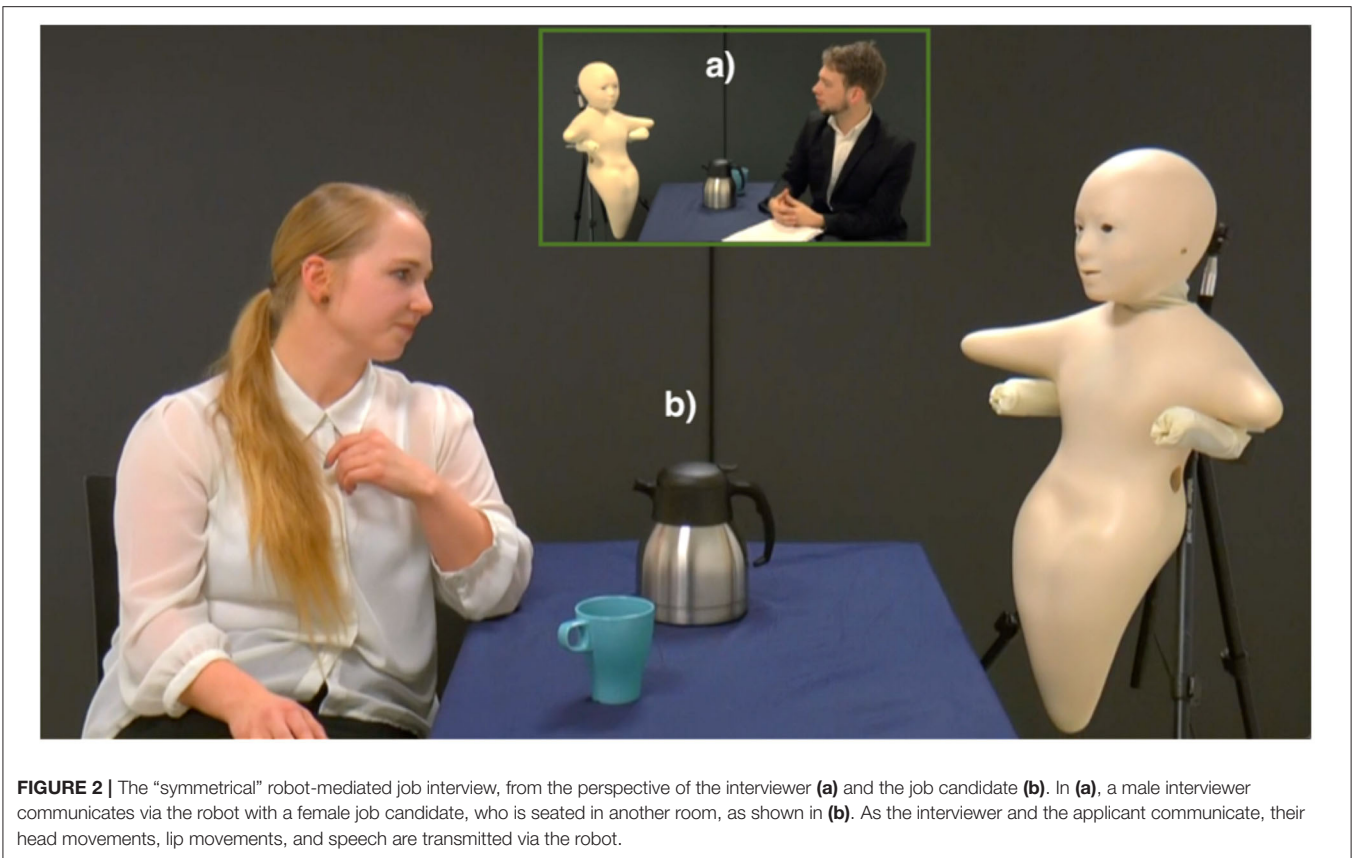 a)
b)
FIGURE 2 | The “symmetrical” robot-mediated job interview, from the perspective of the interviewer (a) and the job candidate (b). In (a), a male interviewer
communicates via the robot with a female job candidate, who is seated in another room, as shown in (b). As the interviewer and the applicant communicate, their
head movements, lip movements, and speech are transmitted via the robot.